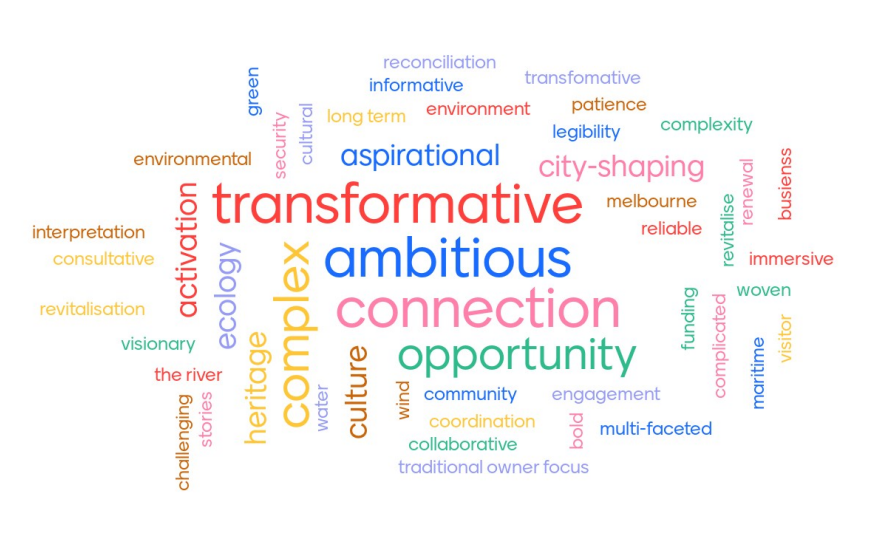 reconciliation
green
informative
transfomative
long term
environment
patience
security
cultural
legibility
complexity
environmental
aspirational
city-shaping
busienss
renewal
activation
transformative
melbourne
revitalise
interpretation
reliable
consultative
ecology
complex
ambitious
immersive
revitalisation
connection
funding
woven
complicated
visitor
visionary
heritage
culture
opportunity
maritime
the river
stories
water
wind
community
engagement
challenging
coordination
bold
multi-faceted
collaborative
traditional owner focus